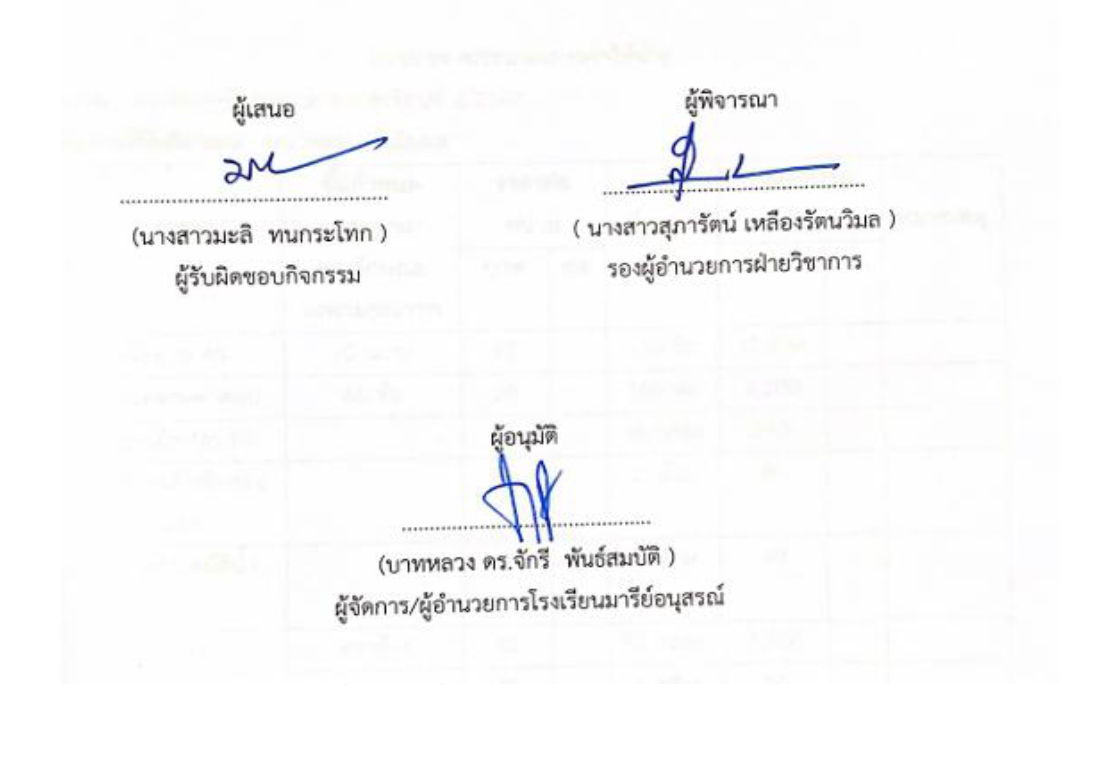 ผู้เสนอ
(นางสาวมะลิ ทนกระโทก )
ผู้รับผิดชอบกิจกรรม
ผู้พิจารณา
( นางสาวสุภารัตน์ เหลืองรัตนวิมล )
รองผู้อำนวยการฝ่ายวิชาการ
ผู้อนุมัติ
(บาทหลวง ดร.จักรี พันธ์สมบัติ )
ผู้จัดการ/ผู้อำนวยการโรงเรียนมารีย์อนุสรณ์